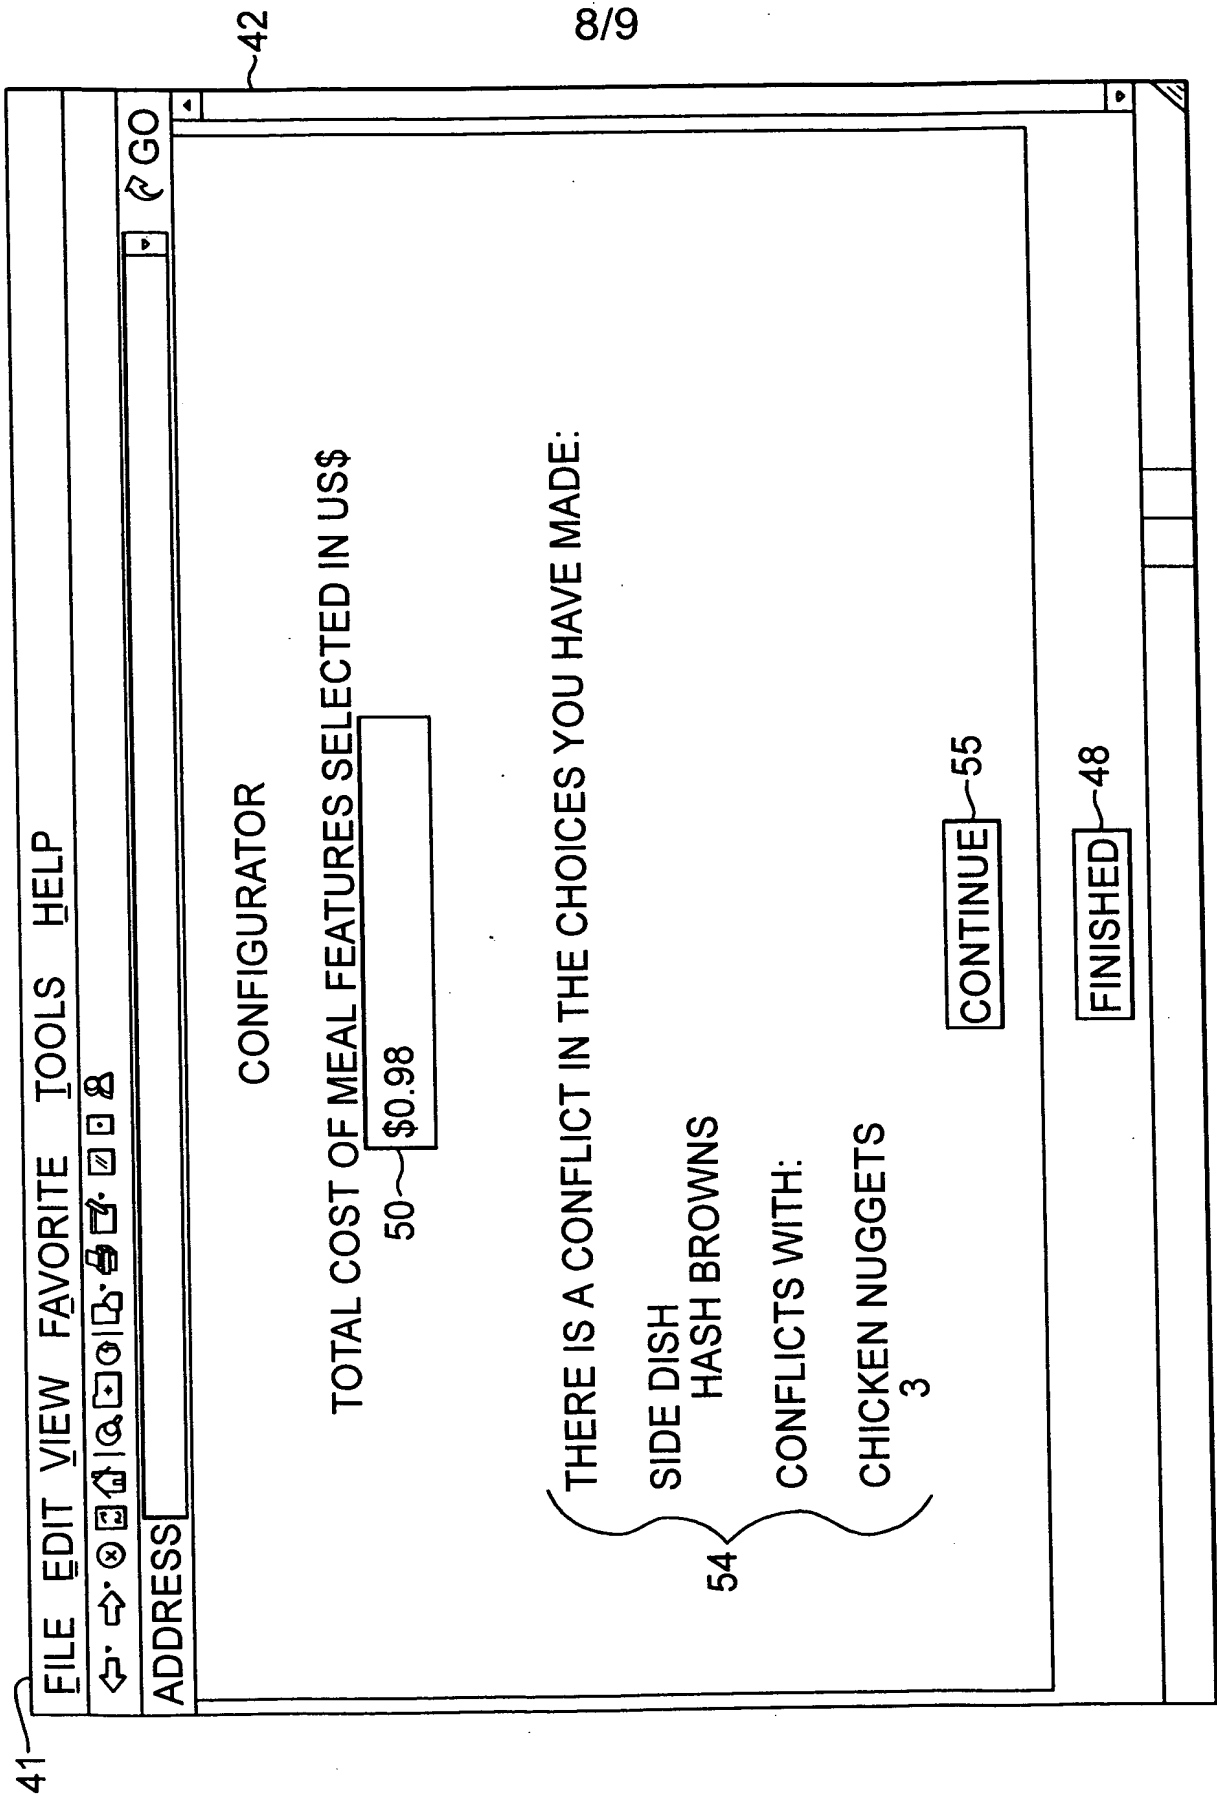 8/9
41
42
FILE EDIT VIEW FAVORITE TOOLS HELP
ADDRESS
GO
CONFIGURATOR
TOTAL COST OF MEAL FEATURES SELECTED IN US$
50
$0.98
THERE IS A CONFLICT IN THE CHOICES YOU HAVE MADE:
SIDE DISH
HASH BROWNS
54
CONFLICTS WITH:
CHICKEN NUGGETS
3
CONTINUE
55
FINISHED
48